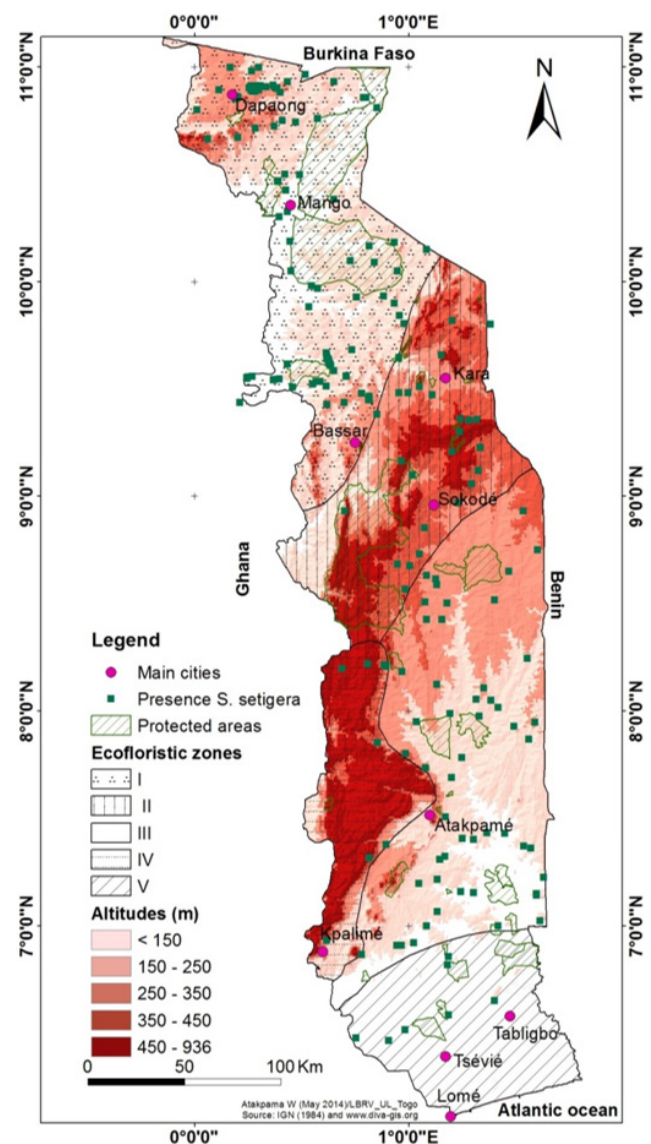 0°0'0" 1°0'0"
11°0'0"N 11°0'0"N
Burkina Faso
N
Dapaong
Mango
10°0'0"N 10°0'0"N
Kara
Bassar
9°0'0"N 9°0'0"N
Sokodé
Ghana
Benin
Legend
Main cities
Presence S. setigera
Protected areas
Ecofloristic zones
I
II
III
IV
V
8°0'0"N 8°0'0"N
Altitudes (m)
< 150
150 - 250
250 - 350
350 - 450
450 - 936
Atakpamé
7°0'0"N 7°0'0"N
Kpalimé
Tabligbo
Tsévié
Lomé
0 50 100 Km
Atakpama W (May 2014)/LBRV_UL_Togo
Source: IGN (1984) and www.diva-gis.org
Atlantic ocean
0°0'0" 1°0'0"